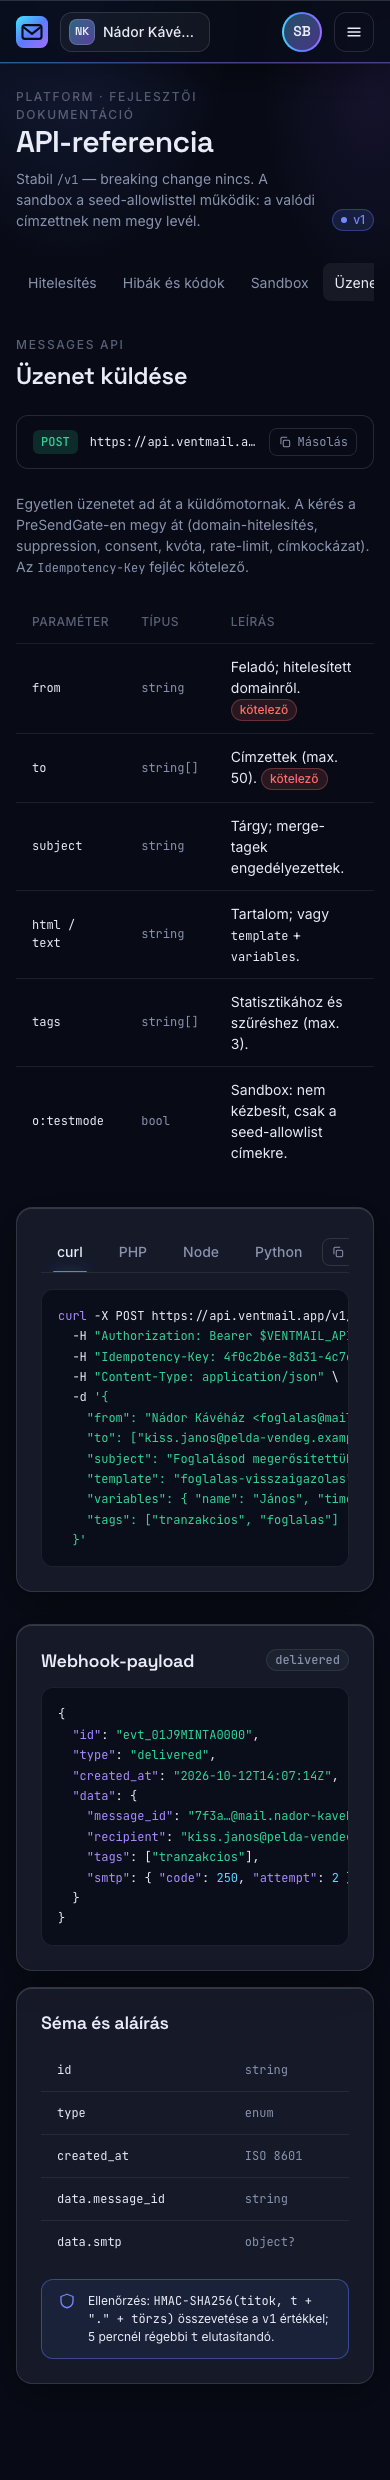 NK Nádor Kávé... SB
PLATFORM · FEJLESZTŐI
DOKUMENTÁCIÓ
API-referencia
Stabil /v1 — breaking change nincs. A
sandbox a seed-allowlisttel működik: a valódi
címzettnek nem megy levél.
v1
Hitelesítés Hibák és kódok Sandbox Üzene
MESSAGES API
Üzenet küldése
POST https://api.ventmail.a… Másolás
Egyetlen üzenetet ad át a küldőmotornak. A kérés a
PreSendGate-en megy át (domain-hitelesítés,
suppression, consent, kvóta, rate-limit, címkockázat).
Az Idempotency-Key fejléc kötelező.
PARAMÉTER TÍPUS LEÍRÁS
from string Feladó; hitelesített
domainről.
kötelező
to string[] Címzettek (max.
50). kötelező
subject string Tárgy; merge-
tagek
engedélyezettek.
html /
text string Tartalom; vagy
template +
variables.
tags string[] Statisztikához és
szűréshez (max.
3).
o:testmode bool Sandbox: nem
kézbesít, csak a
seed-allowlist
címekre.
curl PHP Node Python
curl -X POST https://api.ventmail.app/v1/
-H "Authorization: Bearer $VENTMAIL_API
-H "Idempotency-Key: 4f0c2b6e-8d31-4c7
-H "Content-Type: application/json" \
-d '{
"from": "Nádor Kávéház <foglalas@mail
"to": ["kiss.janos@pelda-vendeg.examp
"subject": "Foglalásod megerősítettü
"template": "foglalas-visszaigazolas"
"variables": { "name": "János", "time
"tags": ["tranzakcios", "foglalas"]
}'
Webhook-payload delivered
{
"id": "evt_01J9MINTA0000",
"type": "delivered",
"created_at": "2026-10-12T14:07:14Z",
"data": {
"message_id": "7f3a…@mail.nador-kaveh
"recipient": "kiss.janos@pelda-vendeg
"tags": ["tranzakcios"],
"smtp": { "code": 250, "attempt": 2 }
}
}
Séma és aláírás
id string
type enum
created_at ISO 8601
data.message_id string
data.smtp object?
Ellenőrzés: HMAC-SHA256(titok, t +
"." + törzs) összevetése a v1 értékkel;
5 percnél régebbi t elutasítandó.